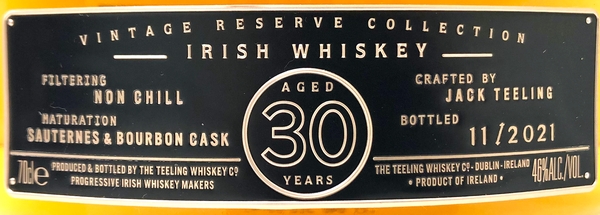 VINTAGE RESERVE COLLECTION
IRISH WHISKEY
FILTERING
NON CHILL
MATURATION
SAUTERNES & BOURBON CASK
AGED
30
YEARS
CRAFTED BY
JACK TEELING
BOTTLED
11/2021
70cl e
PRODUCED & BOTTLED BY THE TEELING WHISKEY Cº
PROGRESSIVE IRISH WHISKEY MAKERS
THE TEELING WHISKEY Cº - DUBLIN - IRELAND
• PRODUCT OF IRELAND •
46%ALC./VOL.